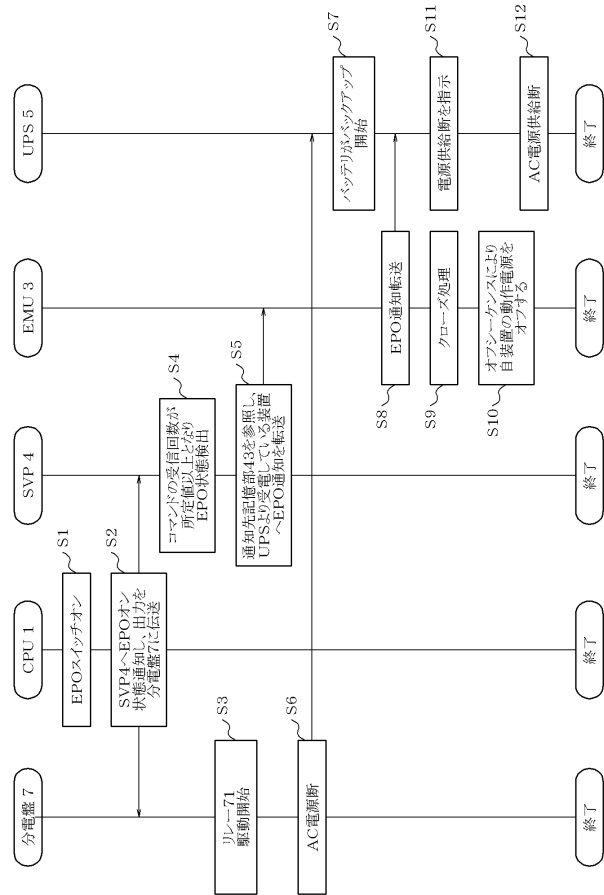 分電盤 7
CPU 1
SVP 4
EMU 3
UPS 5
S1
EPOスイッチオン
S2
SVP4へEPOオン
状態通知し、出力を
分電盤7に伝送
S3
リレー71
駆動開始
S4
コマンドの受信回数が
所定値以上となり
EPO状態検出
S5
通知先記憶部43を参照し、
UPSより受電している装置
へEPO通知を転送
S6
AC電源断
S7
バッテリがバックアップ
開始
S8
EPO通知転送
S9
クローズ処理
S11
電源供給断を指示
S10
オフシーケンスにより
自装置の動作電源を
オフする
S12
AC電源供給断
終了
終了
終了
終了
終了